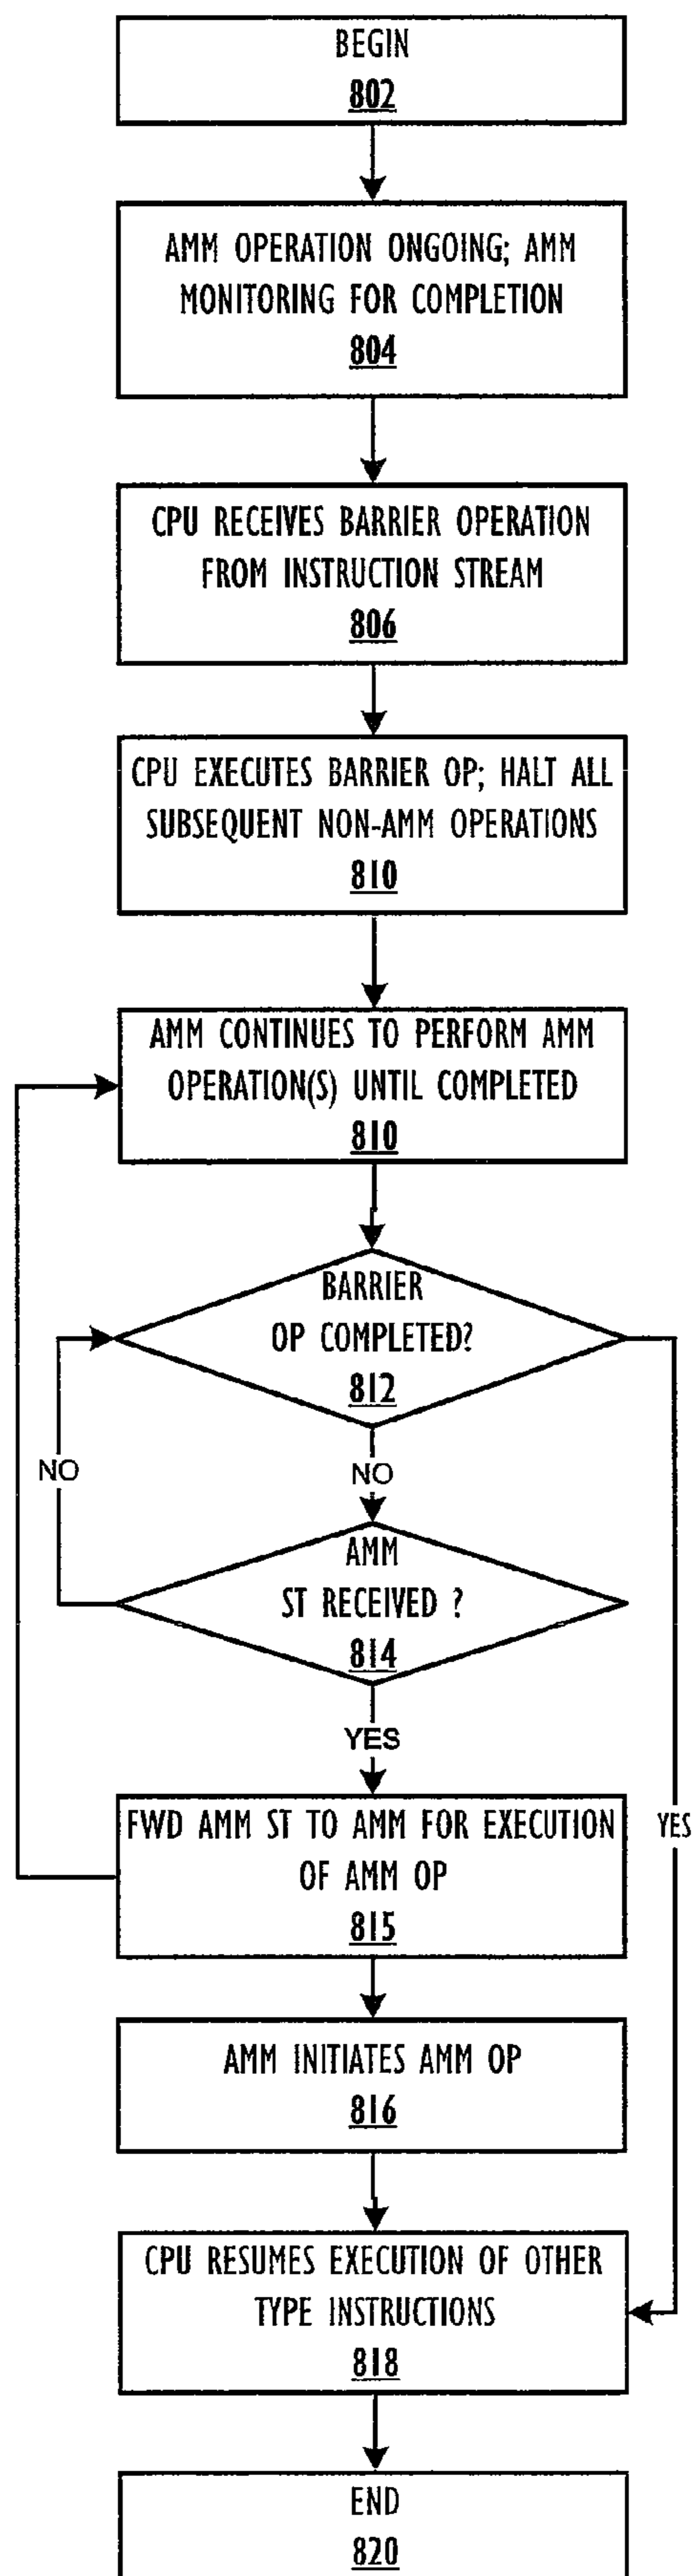 BEGIN
802
AMM OPERATION ONGOING; AMM
MONITORING FOR COMPLETION
804
CPU RECEIVES BARRIER OPERATION
FROM INSTRUCTION STREAM
806
CPU EXECUTES BARRIER OP; HALT ALL
SUBSEQUENT NON-AMM OPERATIONS
810
AMM CONTINUES TO PERFORM AMM
OPERATION(S) UNTIL COMPLETED
810
BARRIER
OP COMPLETED?
812
NO
NO
AMM
ST RECEIVED ?
814
YES
FWD AMM ST TO AMM FOR EXECUTION
OF AMM OP
815
YES
AMM INITIATES AMM OP
816
CPU RESUMES EXECUTION OF OTHER
TYPE INSTRUCTIONS
818
END
820